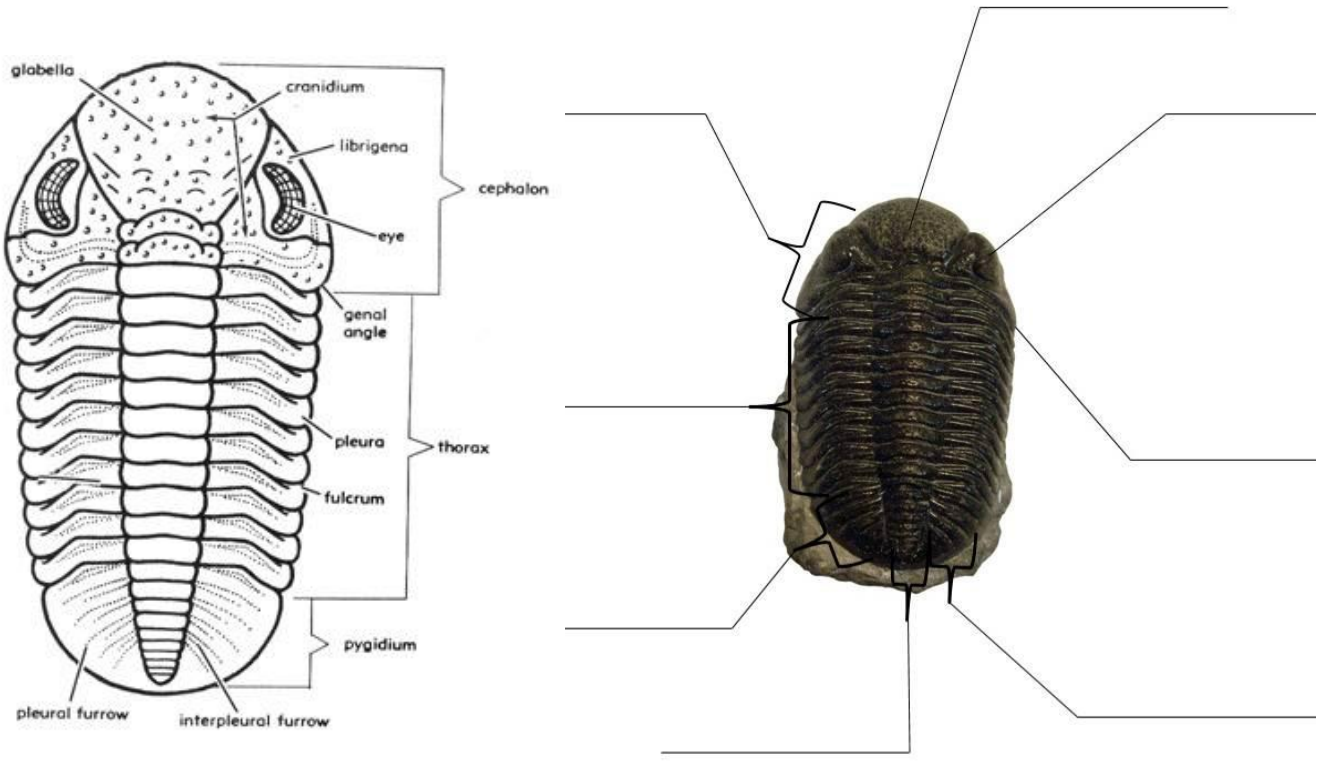 glabella
cranidium
librigena
cephalon
eye
genal
angle
pleura
thorax
fulcrum
pygidium
pleural furrow
interpleural furrow